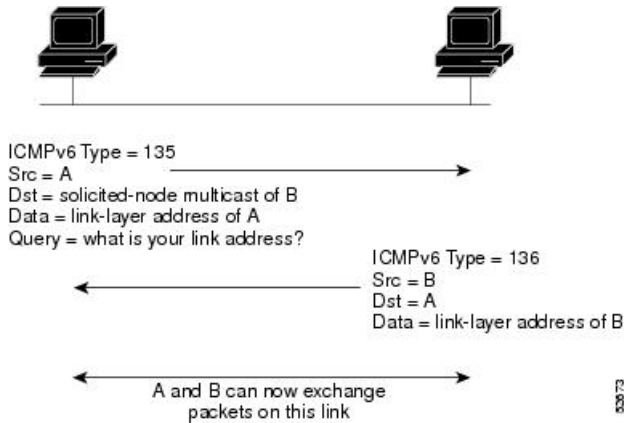 ICMPv6 Type = 135
Src = A
Dst = solicited-node multicast of B
Data = link-layer address of A
Query = what is your link address?
ICMPv6 Type = 136
Src = B
Dst = A
Data = link-layer address of B
A and B can now exchange
packets on this link
52673